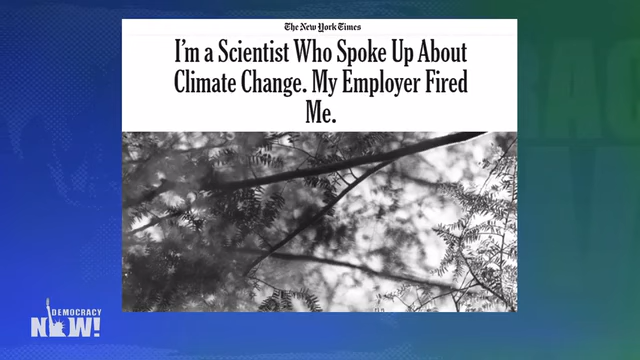 The New York Times
I'm a Scientist Who Spoke Up About
Climate Change. My Employer Fired
Me.
DEMOCRACY
NOW!